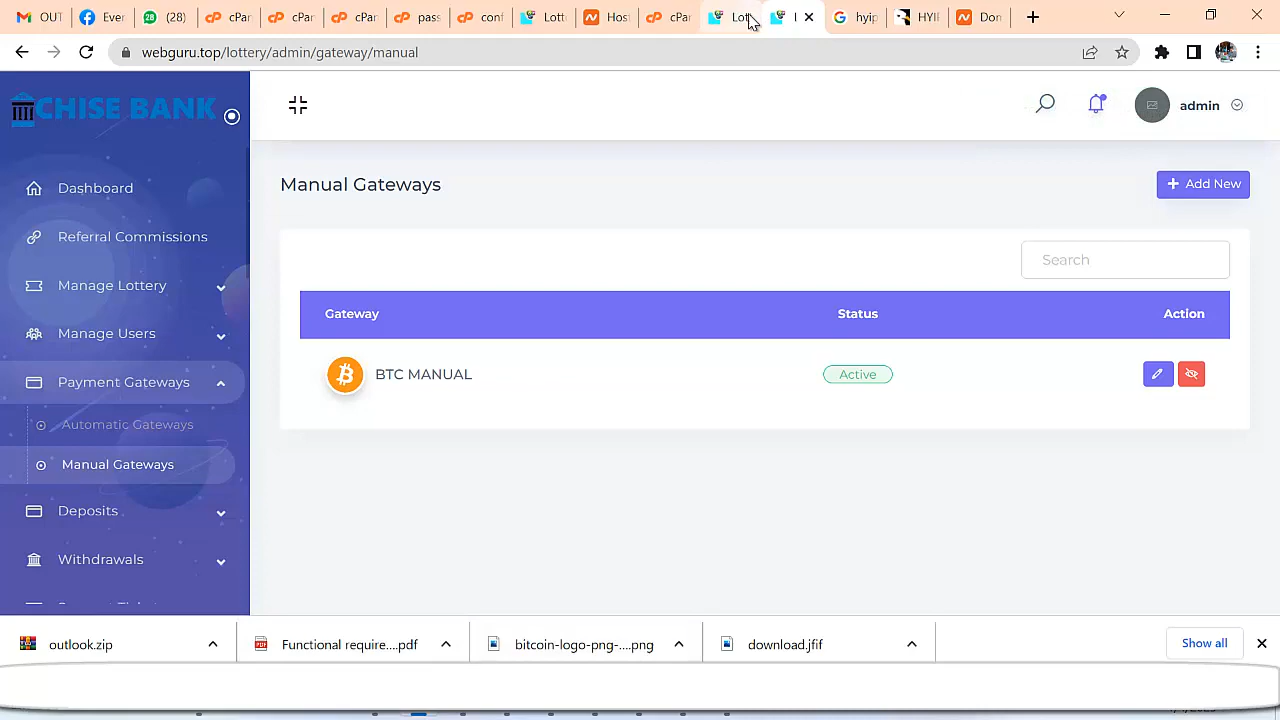 OUT
Ever
(28)
cPar
cPar
cPar
pass
conf
Lott
Hos
cPar
Lot
hyip
HYIP
Don
webguru.top/lottery/admin/gateway/manual
CHISE BANK
admin
Dashboard
Referral Commissions
Manage Lottery
Manage Users
Payment Gateways
Automatic Gateways
Manual Gateways
Deposits
Withdrawals
Manual Gateways
Add New
Search
Gateway Status Action
BTC MANUAL Active
outlook.zip
Functional require....pdf
bitcoin-logo-png-....png
download.jfif
Show all